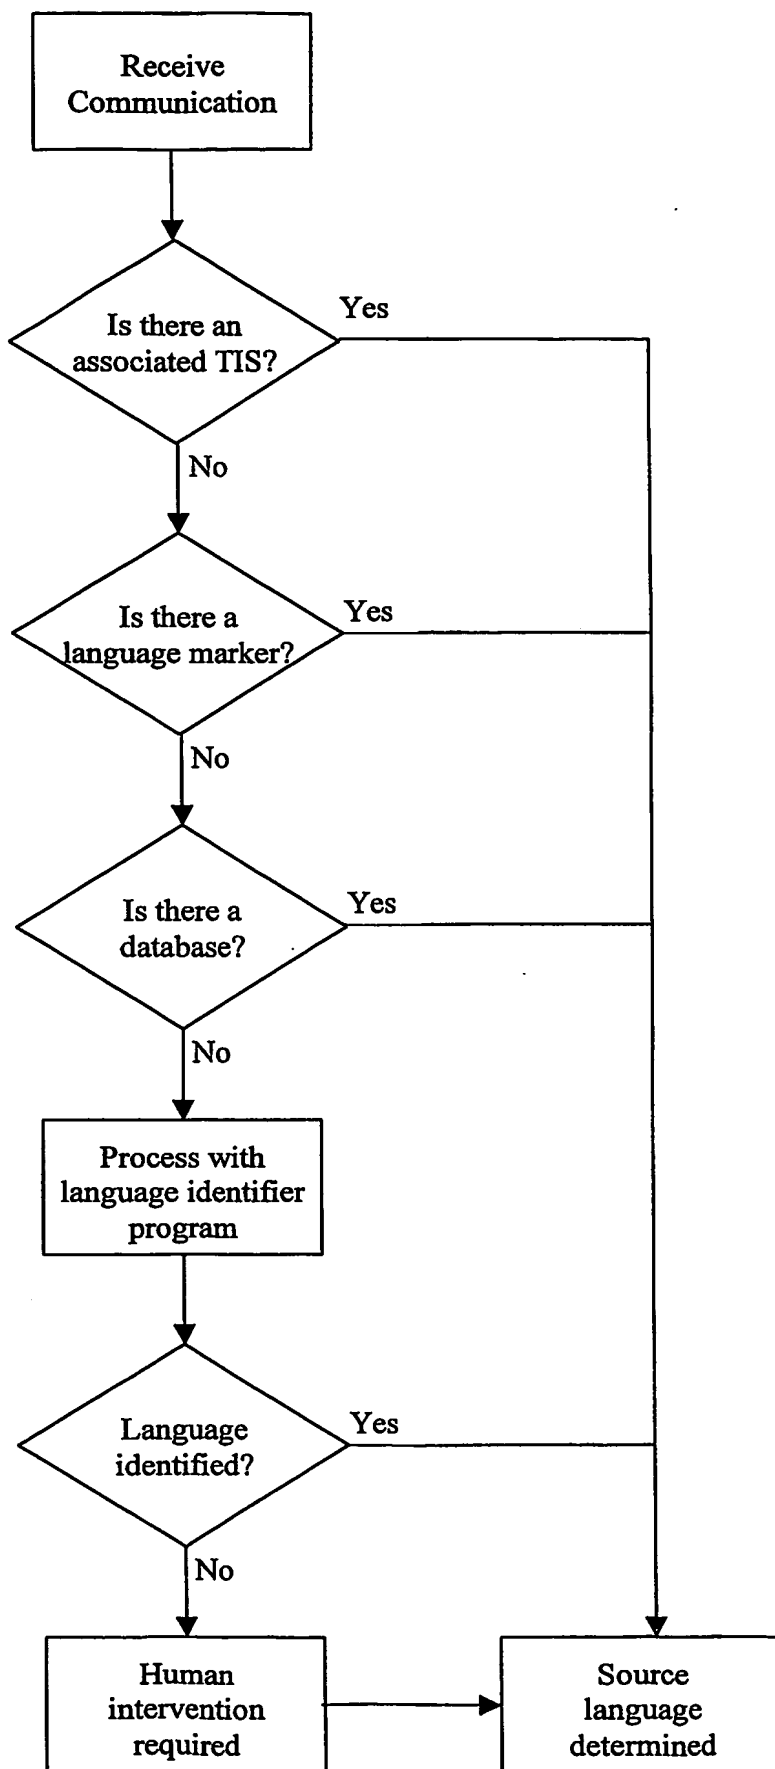 Receive
Communication
Is there an
associated TIS?
Yes
No
Is there a
language marker?
Yes
No
Is there a
database?
Yes
No
Process with
language identifier
program
Language
identified?
Yes
No
Human
intervention
required
Source
language
determined